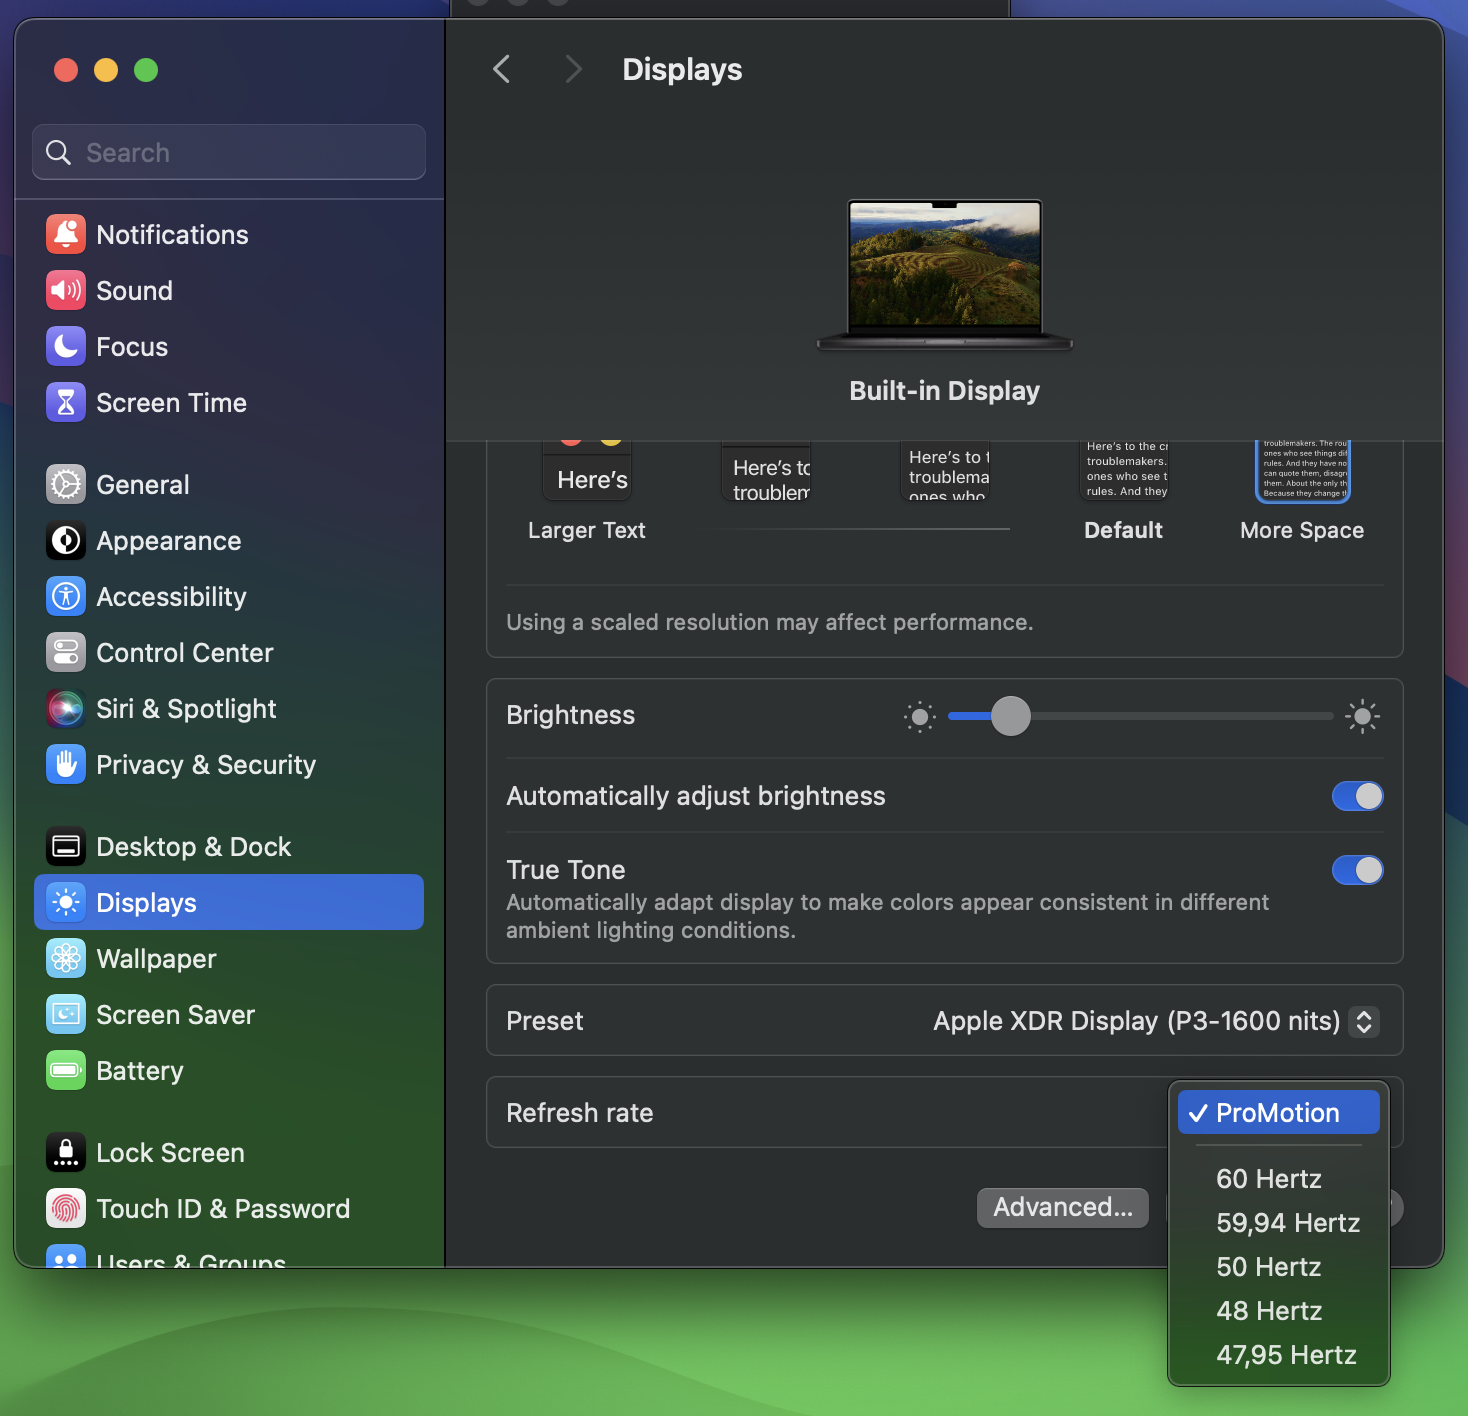 Search
Notifications
Sound
Focus
Screen Time
General
Appearance
Accessibility
Control Center
Siri & Spotlight
Privacy & Security
Desktop & Dock
Displays
Wallpaper
Screen Saver
Battery
Lock Screen
Touch ID & Password
Users & Groups
Displays
Built-in Display
Here's
Here's to
troublem
Here's to t
troublema
ones who
Here's to the cr
troublemakers.
ones who see t
rules. And they
troublemakers. The rou
ones who see things dif
rules. And they have no
can quote them, disagr
them. About the only th
Because they change t
Larger Text
Default
More Space
Using a scaled resolution may affect performance.
Brightness
Automatically adjust brightness
True Tone
Automatically adapt display to make colors appear consistent in different
ambient lighting conditions.
Preset
Apple XDR Display (P3-1600 nits)
Refresh rate
✓ ProMotion
60 Hertz
59,94 Hertz
50 Hertz
48 Hertz
47,95 Hertz
Advanced...